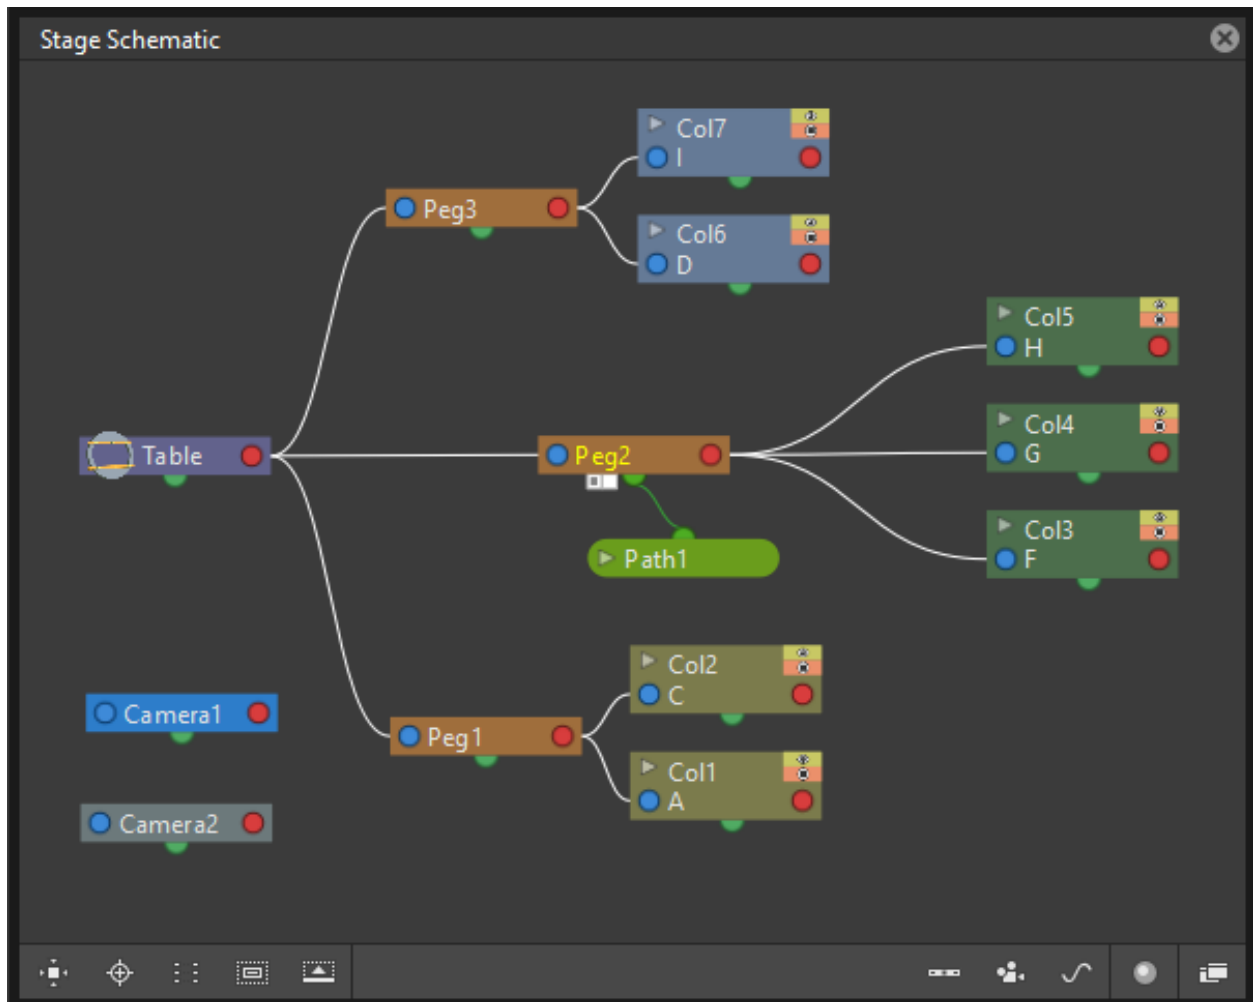 Stage Schematic
Col7
I
Peg3
Col6
D
Col5
H
Col4
G
Table
Peg2
Col3
F
Path1
Col2
C
Camera1
Peg1
Col1
A
Camera2